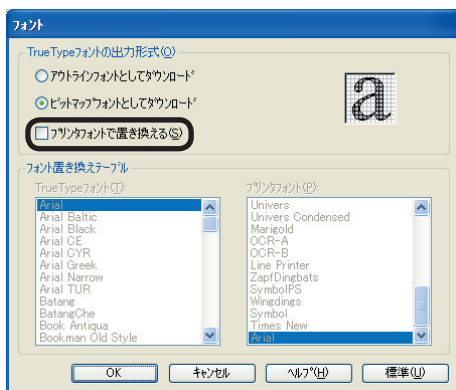 フォント
TrueTypeフォントの出力形式(O)
アウトラインフォントとしてダウンロード
ビットマップフォントとしてダウンロード
プリンタフォントで置き換える(S)
a
フォント置き換えテーブル
TrueTypeフォント(T):
Arial
Arial Baltic
Arial Black
Arial CE
Arial CYR
Arial Greek
Arial Narrow
Arial TUR
Batang
BatangChe
Book Antiqua
Bookman Old Style
プリンタフォント(P):
Univers
Univers Condensed
Marigold
OCR-A
OCR-B
Line Printer
ZapfDingbats
SymbolPS
Wingdings
Symbol
Times New
Arial
OK
キャンセル
ヘルプ(H)
標準(U)